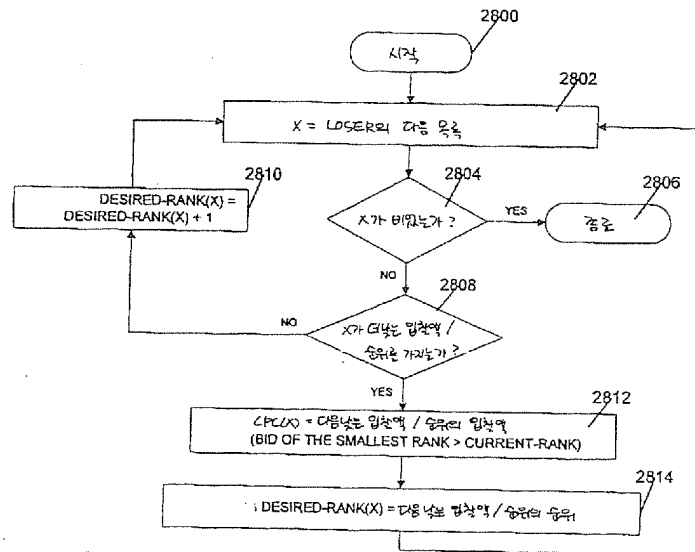 2800
시작
2802
X = LOSER의 다음 목록
2804
X가 비었는가?
YES
2806
종료
2810
DESIRED-RANK(X) =
DESIRED-RANK(X) + 1
NO
2808
X가 더낮은 입찰액 /
순위를 가지는가?
NO
YES
2812
CPC(X) = 다음낮은 입찰액 / 순위의 입찰액
(BID OF THE SMALLEST RANK > CURRENT-RANK)
2814
DESIRED-RANK(X) = 다음 낮은 입찰액 / 순위의 순위